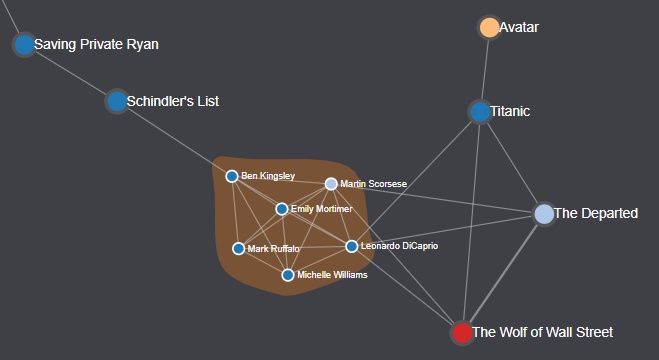 Avatar
Saving Private Ryan
Schindler's List
Titanic
Ben Kingsley
Martin Scorsese
Emily Mortimer
The Departed
Mark Ruffalo
Leonardo DiCaprio
Michelle Williams
The Wolf of Wall Street